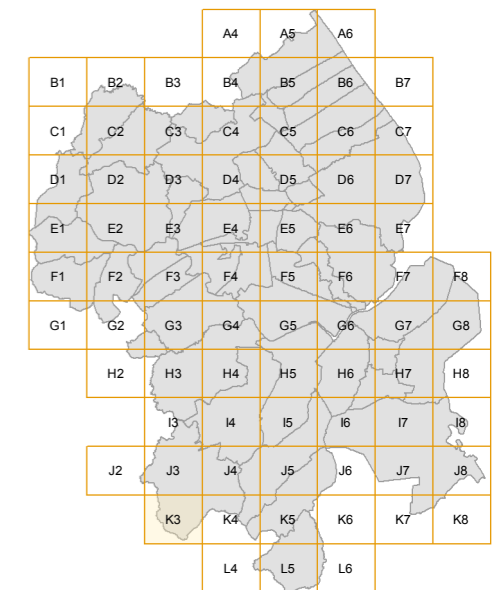 A4 A5 A6
B1 B2 B3 B4 B5 B6 B7
C1 C2 C3 C4 C5 C6 C7
D1 D2 D3 D4 D5 D6 D7
E1 E2 E3 E4 E5 E6 E7
F1 F2 F3 F4 F5 F6 F7 F8
G1 G2 G3 G4 G5 G6 G7 G8
H2 H3 H4 H5 H6 H7 H8
I3 I4 I5 I6 I7 I8
J2 J3 J4 J5 J6 J7 J8
K3 K4 K5 K6 K7 K8
L4 L5 L6